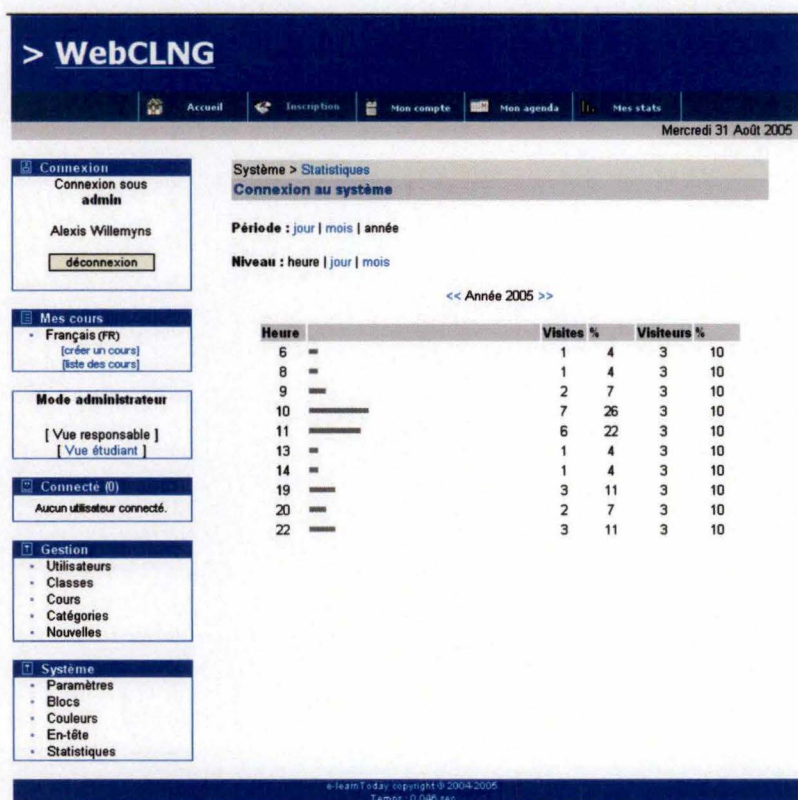 > WebCLNG
Accueil Inscription Mon compte Mon agenda Mes stats
Mercredi 31 Août 2005
Connexion
Connexion sous
admin
Alexis Willemyns
déconnexion
Mes cours
Français (FR)
[créer un cours]
[liste des cours]
Mode administrateur
[ Vue responsable ]
[ Vue étudiant ]
Connecté (0)
Aucun utilisateur connecté.
Gestion
Utilisateurs
Classes
Cours
Catégories
Nouvelles
Système
Paramètres
Blocs
Couleurs
En-tête
Statistiques
Système > Statistiques
Connexion au système
Période : jour | mois | année
Niveau : heure | jour | mois
<< Année 2005 >>
Heure Visites % Visiteurs %
6 1 4 3 10
8 1 4 3 10
9 2 7 3 10
10 7 26 3 10
11 6 22 3 10
13 1 4 3 10
14 1 4 3 10
19 3 11 3 10
20 2 7 3 10
22 3 11 3 10
e-learnToday copyright © 2004-2005
Temps : 0.046 sec